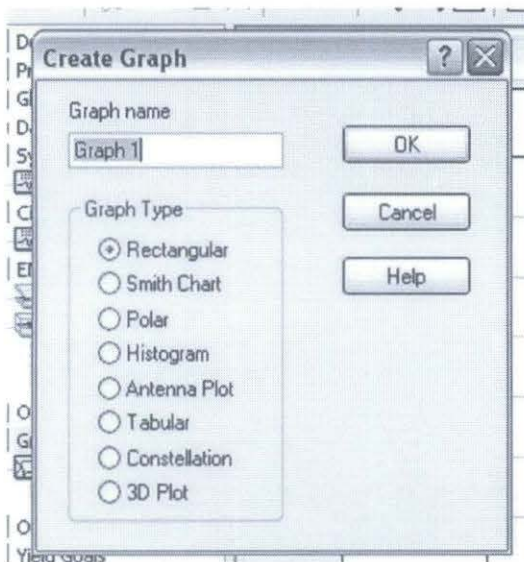 Create Graph
?
Graph name
Graph 1
OK
Cancel
Help
Graph Type
Rectangular
Smith Chart
Polar
Histogram
Antenna Plot
Tabular
Constellation
3D Plot
Yield Goals